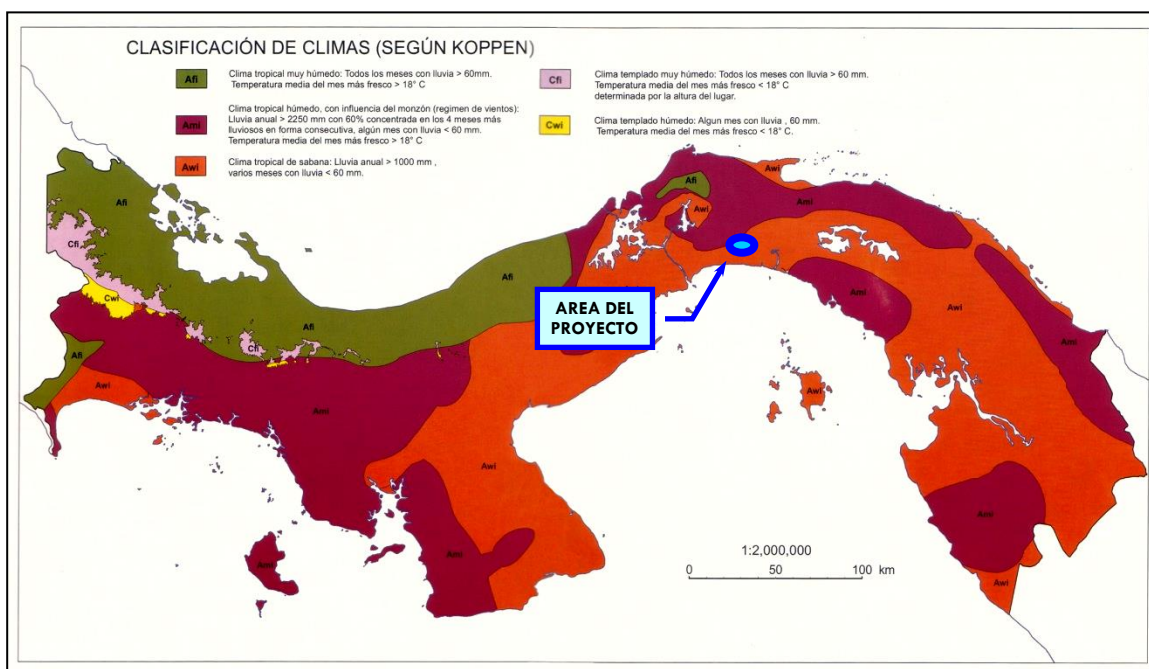 CLASIFICACIÓN DE CLIMAS (SEGÚN KOPPEN)
Afi
Clima tropical muy húmedo: Todos los meses con lluvia > 60mm.
Temperatura media del mes más fresco > 18° C
Ami
Clima tropical húmedo, con influencia del monzón (regimen de vientos):
Lluvia anual > 2250 mm con 60% concentrada en los 4 meses más
lluviosos en forma consecutiva, algún mes con lluvia < 60 mm.
Temperatura media del mes más fresco > 18° C
Awi
Clima tropical de sabana: Lluvia anual > 1000 mm ,
varios meses con lluvia < 60 mm.
Cfi
Clima templado muy húmedo: Todos los meses con lluvia > 60 mm.
Temperatura media del mes más fresco < 18° C
determinada por la altura del lugar.
Cwi
Clima templado húmedo: Algun mes con lluvia , 60 mm.
Temperatura media del mes más fresco < 18° C.
Afi
Cfi
Cwi
Afi
Awi
Afi
Cfi
Afi
Ami
Ami
Awi
Ami
Afi
Awi
Awi
Ami
AREA DEL
PROYECTO
Ami
Awi
Ami
Awi
Ami
Awi
1:2,000,000
0 50 100 km